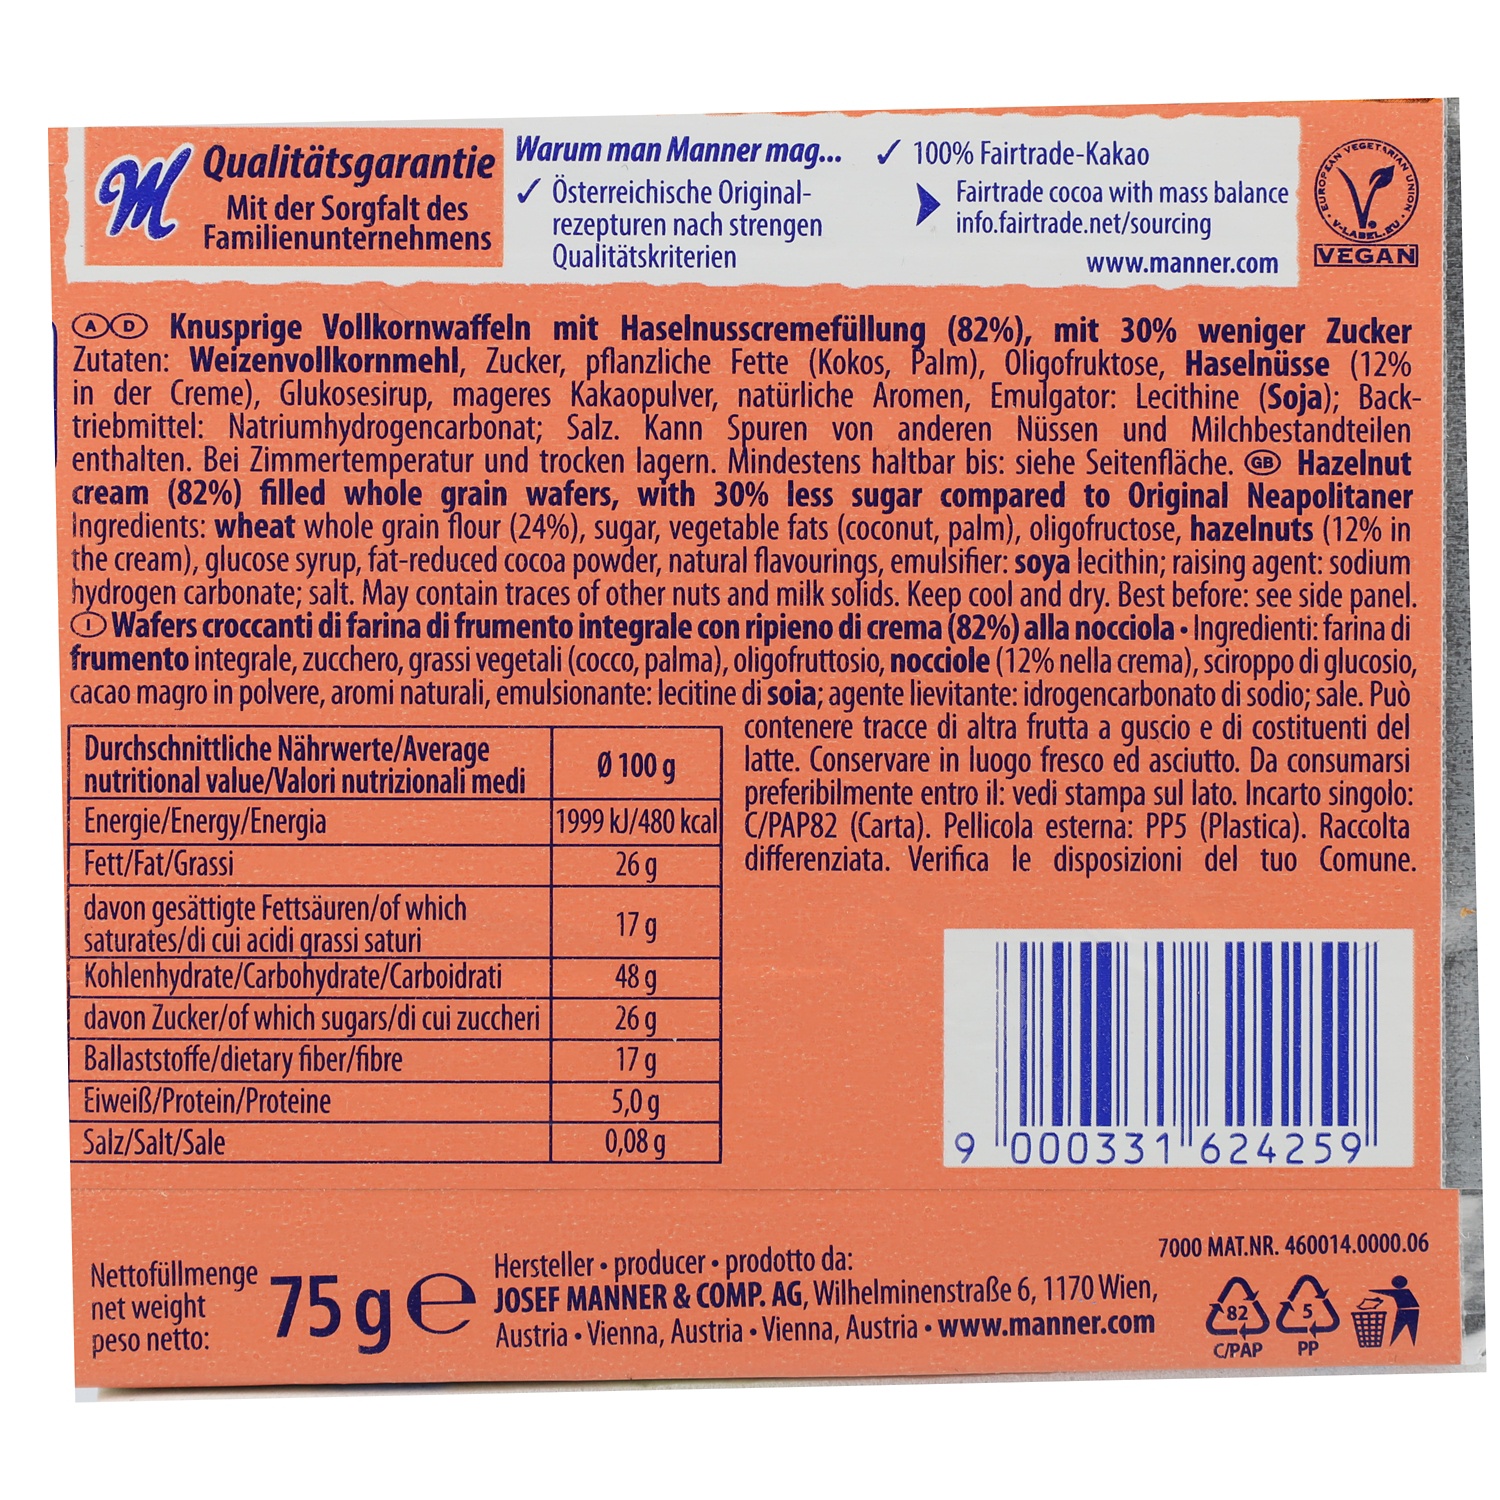 M Qualitätsgarantie
Mit der Sorgfalt des
Familienunternehmens
Warum man Manner mag...
✓ Österreichische Original-
rezepturen nach strengen
Qualitätskriterien
✓ 100% Fairtrade-Kakao
Fairtrade cocoa with mass balance
info.fairtrade.net/sourcing
www.manner.com
EUROPEAN VEGETARIAN UNION
V-LABEL.EU
VEGAN
A D Knusprige Vollkornwaffeln mit Haselnusscremefüllung (82%), mit 30% weniger Zucker
Zutaten: Weizenvollkornmehl, Zucker, pflanzliche Fette (Kokos, Palm), Oligofruktose, Haselnüsse (12%
in der Creme), Glukosesirup, mageres Kakaopulver, natürliche Aromen, Emulgator: Lecithine (Soja); Back-
triebmittel: Natriumhydrogencarbonat; Salz. Kann Spuren von anderen Nüssen und Milchbestandteilen
enthalten. Bei Zimmertemperatur und trocken lagern. Mindestens haltbar bis: siehe Seitenfläche. GB Hazelnut
cream (82%) filled whole grain wafers, with 30% less sugar compared to Original Neapolitaner
Ingredients: wheat whole grain flour (24%), sugar, vegetable fats (coconut, palm), oligofructose, hazelnuts (12% in
the cream), glucose syrup, fat-reduced cocoa powder, natural flavourings, emulsifier: soya lecithin; raising agent: sodium
hydrogen carbonate; salt. May contain traces of other nuts and milk solids. Keep cool and dry. Best before: see side panel.
I Wafers croccanti di farina di frumento integrale con ripieno di crema (82%) alla nocciola • Ingredienti: farina di
frumento integrale, zucchero, grassi vegetali (cocco, palma), oligofruttosio, nocciole (12% nella crema), sciroppo di glucosio,
cacao magro in polvere, aromi naturali, emulsionante: lecitine di soia; agente lievitante: idrogencarbonato di sodio; sale. Può
contenere tracce di altra frutta a guscio e di costituenti del
latte. Conservare in luogo fresco ed asciutto. Da consumarsi
preferibilmente entro il: vedi stampa sul lato. Incarto singolo:
C/PAP82 (Carta). Pellicola esterna: PP5 (Plastica). Raccolta
differenziata. Verifica le disposizioni del tuo Comune.
Durchschnittliche Nährwerte/Average
nutritional value/Valori nutrizionali medi
Ø 100 g
Energie/Energy/Energia 1999 kJ/480 kcal
Fett/Fat/Grassi 26 g
davon gesättigte Fettsäuren/of which
saturates/di cui acidi grassi saturi 17 g
Kohlenhydrate/Carbohydrate/Carboidrati 48 g
davon Zucker/of which sugars/di cui zuccheri 26 g
Ballaststoffe/dietary fiber/fibre 17 g
Eiweiß/Protein/Proteine 5,0 g
Salz/Salt/Sale 0,08 g
9 000331 624259
Nettofüllmenge
net weight
peso netto:
75 g e
Hersteller • producer • prodotto da:
JOSEF MANNER & COMP. AG, Wilhelminenstraße 6, 1170 Wien,
Austria • Vienna, Austria • Vienna, Austria • www.manner.com
7000 MAT.NR. 460014.0000.06
82 5
C/PAP PP